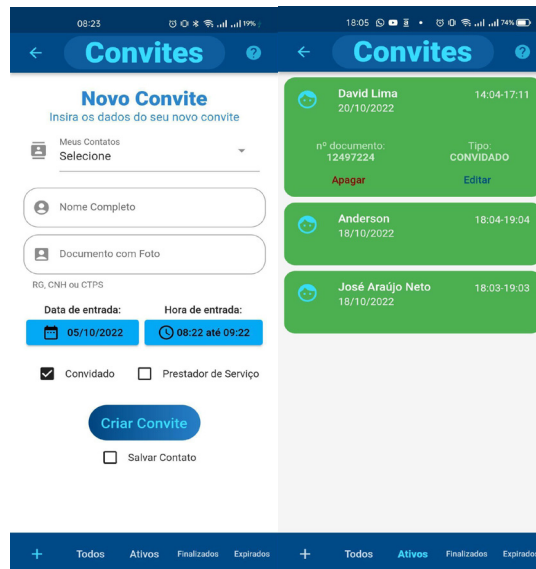 08:23
19%
Convites
?
Novo Convite
Insira os dados do seu novo convite
Meus Contatos
Selecione
Nome Completo
Documento com Foto
RG, CNH ou CTPS
Data de entrada:
Hora de entrada:
05/10/2022
08:22 até 09:22
Convidado
Prestador de Serviço
Criar Convite
Salvar Contato
+ Todos Ativos Finalizados Expirados
18:05
74%
Convites
?
David Lima 14:04-17:11
20/10/2022
nº documento: Tipo:
12497224 CONVIDADO
Apagar Editar
Anderson 18:04-19:04
18/10/2022
José Araújo Neto 18:03-19:03
18/10/2022
+ Todos Ativos Finalizados Expirados